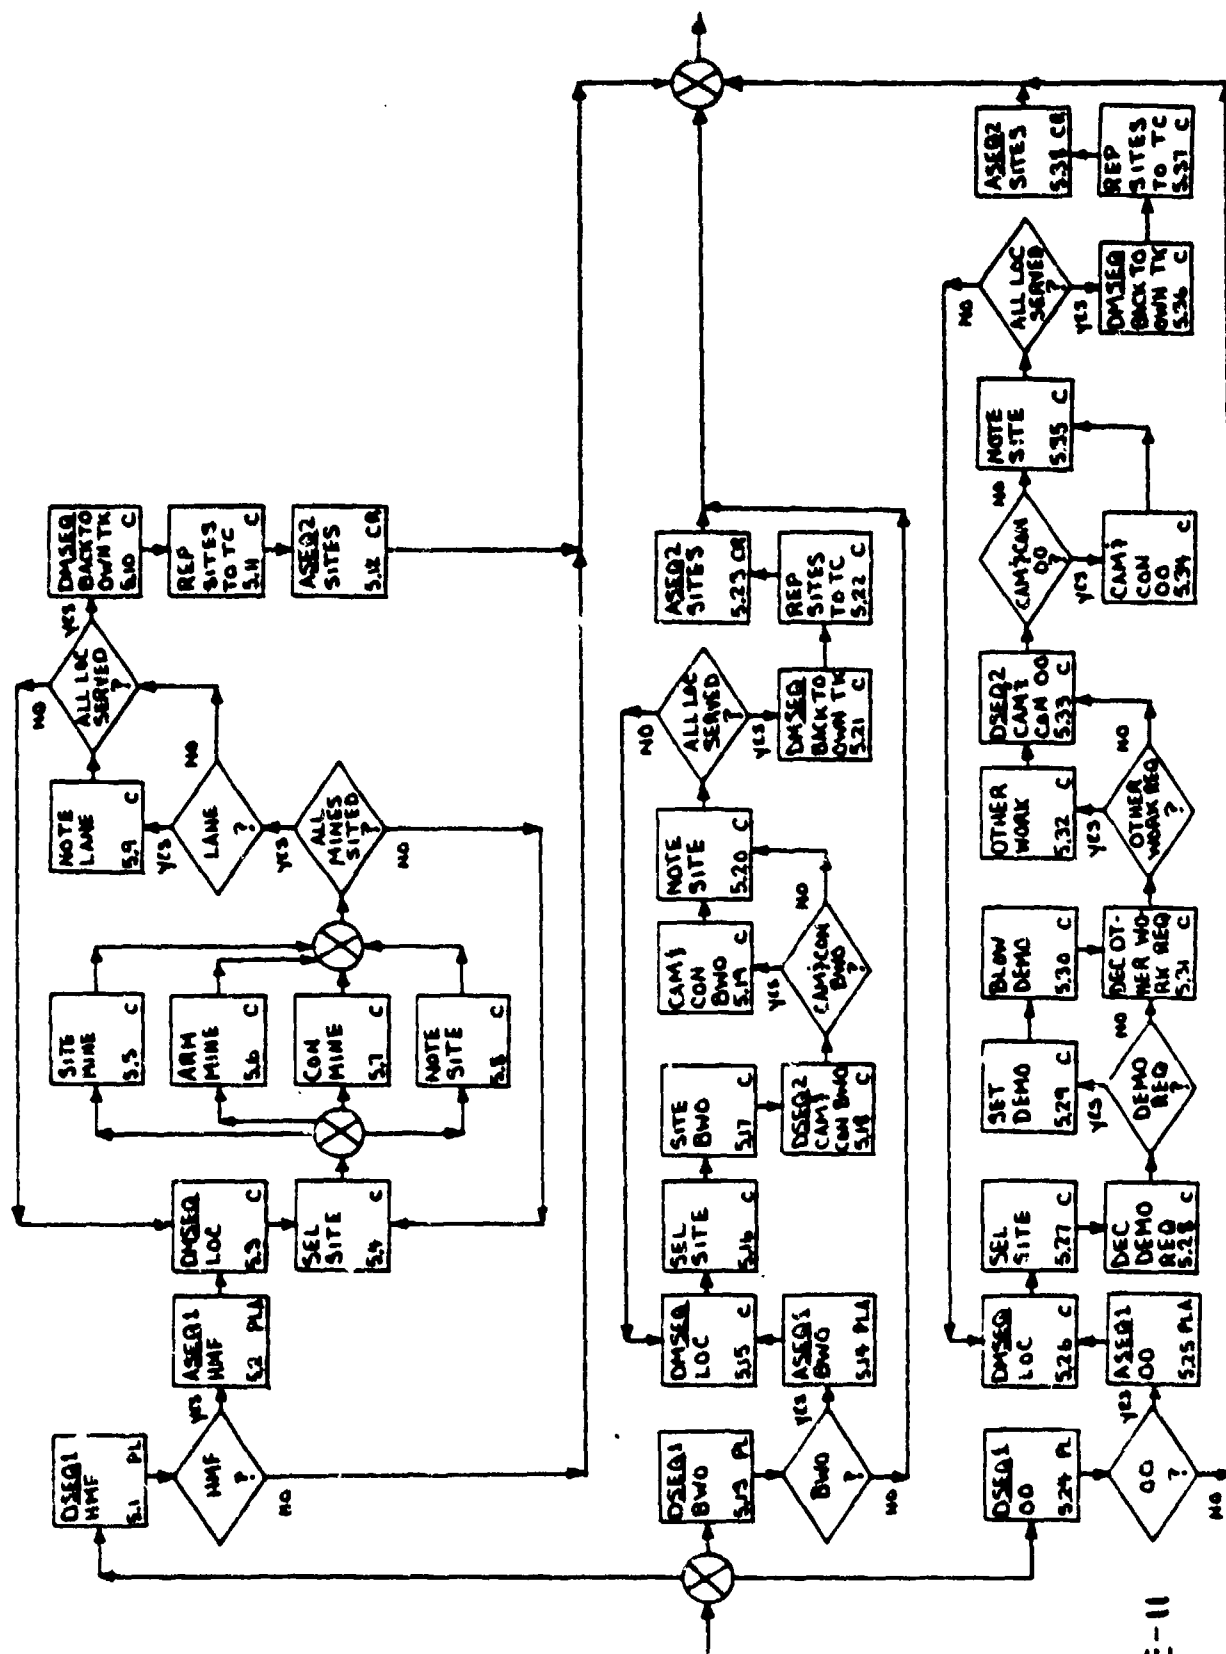 DSEQ1
HMF
5.1 PL
HMF
?
YES
NO
ASEQ1
HMF
5.2 PLA
DMSEQ
LOC
5.3 C
SEL
SITE
5.4 C
SITE
MINE
5.5 C
ARM
MINE
5.6 C
CON
MINE
5.7 C
NOTE
SITE
5.8 C
ALL
MINES
SITED
?
YES
NO
LANE
?
YES
NO
NOTE
LANE
5.9 C
ALL LOC
SERVED
?
NO
YES
DMSEQ
BACK TO
OWN TK
5.10 C
REP
SITES
TO TC
5.11 C
ASEQ2
SITES
5.12 CR
DSEQ1
BWO
5.13 PL
BWO
?
YES
NO
ASEQ1
BWO
5.14 PLA
DMSEQ
LOC
5.15 C
SEL
SITE
5.16 C
SITE
BWO
5.17 C
DSEQ2
CAM}
CON BWO
5.18 C
CAM}CON
BWO
?
YES
NO
CAM}
CON
BWO
5.19 C
NOTE
SITE
5.20 C
ALL LOC
SERVED
?
NO
YES
DMSEQ
BACK TO
OWN TK
5.21 C
REP
SITES
TO TC
5.22 C
ASEQ2
SITES
5.23 CR
DSEQ1
OO
5.24 PL
OO
?
YES
NO
ASEQ1
OO
5.25 PLA
DMSEQ
LOC
5.26 C
SEL
SITE
5.27 C
DEC
DEMO
REQ
5.28 C
DEMO
REQ
?
YES
NO
SET
DEMO
5.29 C
BLOW
DEMO
5.30 C
DEC OT-
HER WO-
RK REQ
5.31 C
OTHER
WORK REQ
?
YES
NO
OTHER
WORK
5.32 C
DSEQ2
CAM}
CON OO
5.33 C
CAM}CON
OO
?
NO
YES
CAM}
CON
OO
5.34 C
NOTE
SITE
5.35 C
ALL LOC
SERVED
?
NO
YES
DMSEQ
BACK TO
OWN TK
5.36 C
REP
SITES
TO TC
5.37 C
ASEQ2
SITES
5.38 CR
E-11